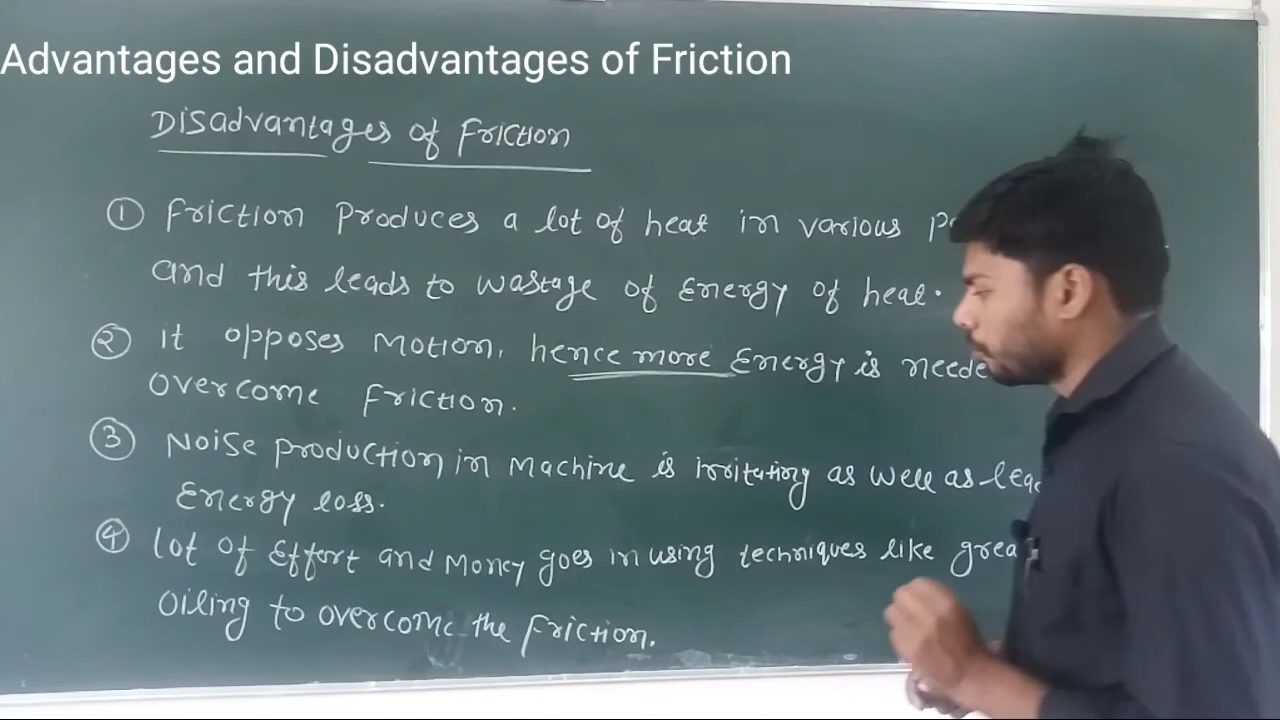 Advantages and Disadvantages of Friction
Disadvantages of Friction
① Friction produces a lot of heat in various
and this leads to wastage of Energy of heat.
② It opposes Motion, hence more Energy is
overcome Friction.
③ Noise production in Machine is irritating as well as
Energy loss.
④ Lot of Effort and Money goes in using techniques like
Oiling to overcome the Friction.